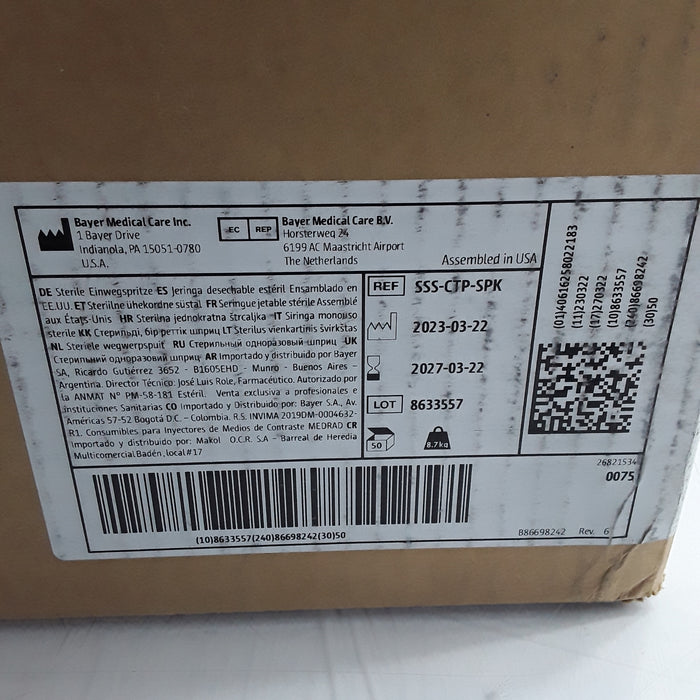 Bayer Medical Care Inc.
1 Bayer Drive
Indianola, PA 15051-0780
U.S.A.
EC REP
Bayer Medical Care B.V.
Horsterweg 24
6199 AC Maastricht Airport
The Netherlands
Assembled in USA
DE Sterile Einwegspritze ES Jeringa desechable estéril Ensamblado en
EE.UU. ET Steriilne ühekordne süstal FR Seringue jetable stérile Assemblé
aux États-Unis HR Sterilna jednokratna štrcaljka IT Siringa monouso
sterile KK Стерильді, бір реттік шприц LT Sterilus vienkartinis švirkštas
NL Steriele wegwerpspuit RU Стерильный одноразовый шприц UK
Стерилний одноразовий шприц AR Importado y distribuido por Bayer
SA, Ricardo Gutiérrez 3652 - B1605EHD - Munro - Buenos Aires -
Argentina. Director Técnico: José Luis Role, Farmacéutico. Autorizado por
la ANMAT N° PM-58-181 Estéril. Venta exclusiva a profesionales e
instituciones Sanitarias CO Importado y Distribuido por: Bayer S.A., Av.
Américas 57-52 Bogotá D.C. - Colombia. R.S. INVIMA 2019DM-0004632-
R1. Consumibles para Inyectores de Medios de Contraste MEDRAD CR
Importado y distribuido por: Makol O.C.R. S.A - Barreal de Heredia
Multicomercial Badén, local #17
REF SSS-CTP-SPK
2023-03-22
2027-03-22
LOT 8633557
50
8.7 kg
(01)40616258022183
(11)230322
(17)270322
(10)8633557
(240)86698242
(30)50
26821534
0075
(10)8633557(240)86698242(30)50
B86698242 Rev. 6